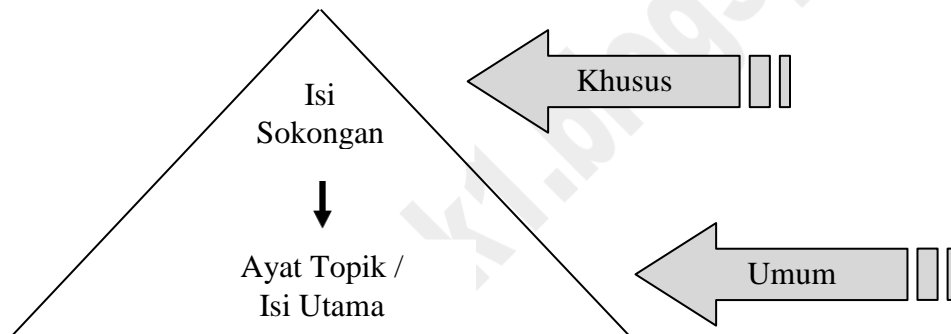 Isi
Sokongan
Khusus
Ayat Topik /
Isi Utama
Umum